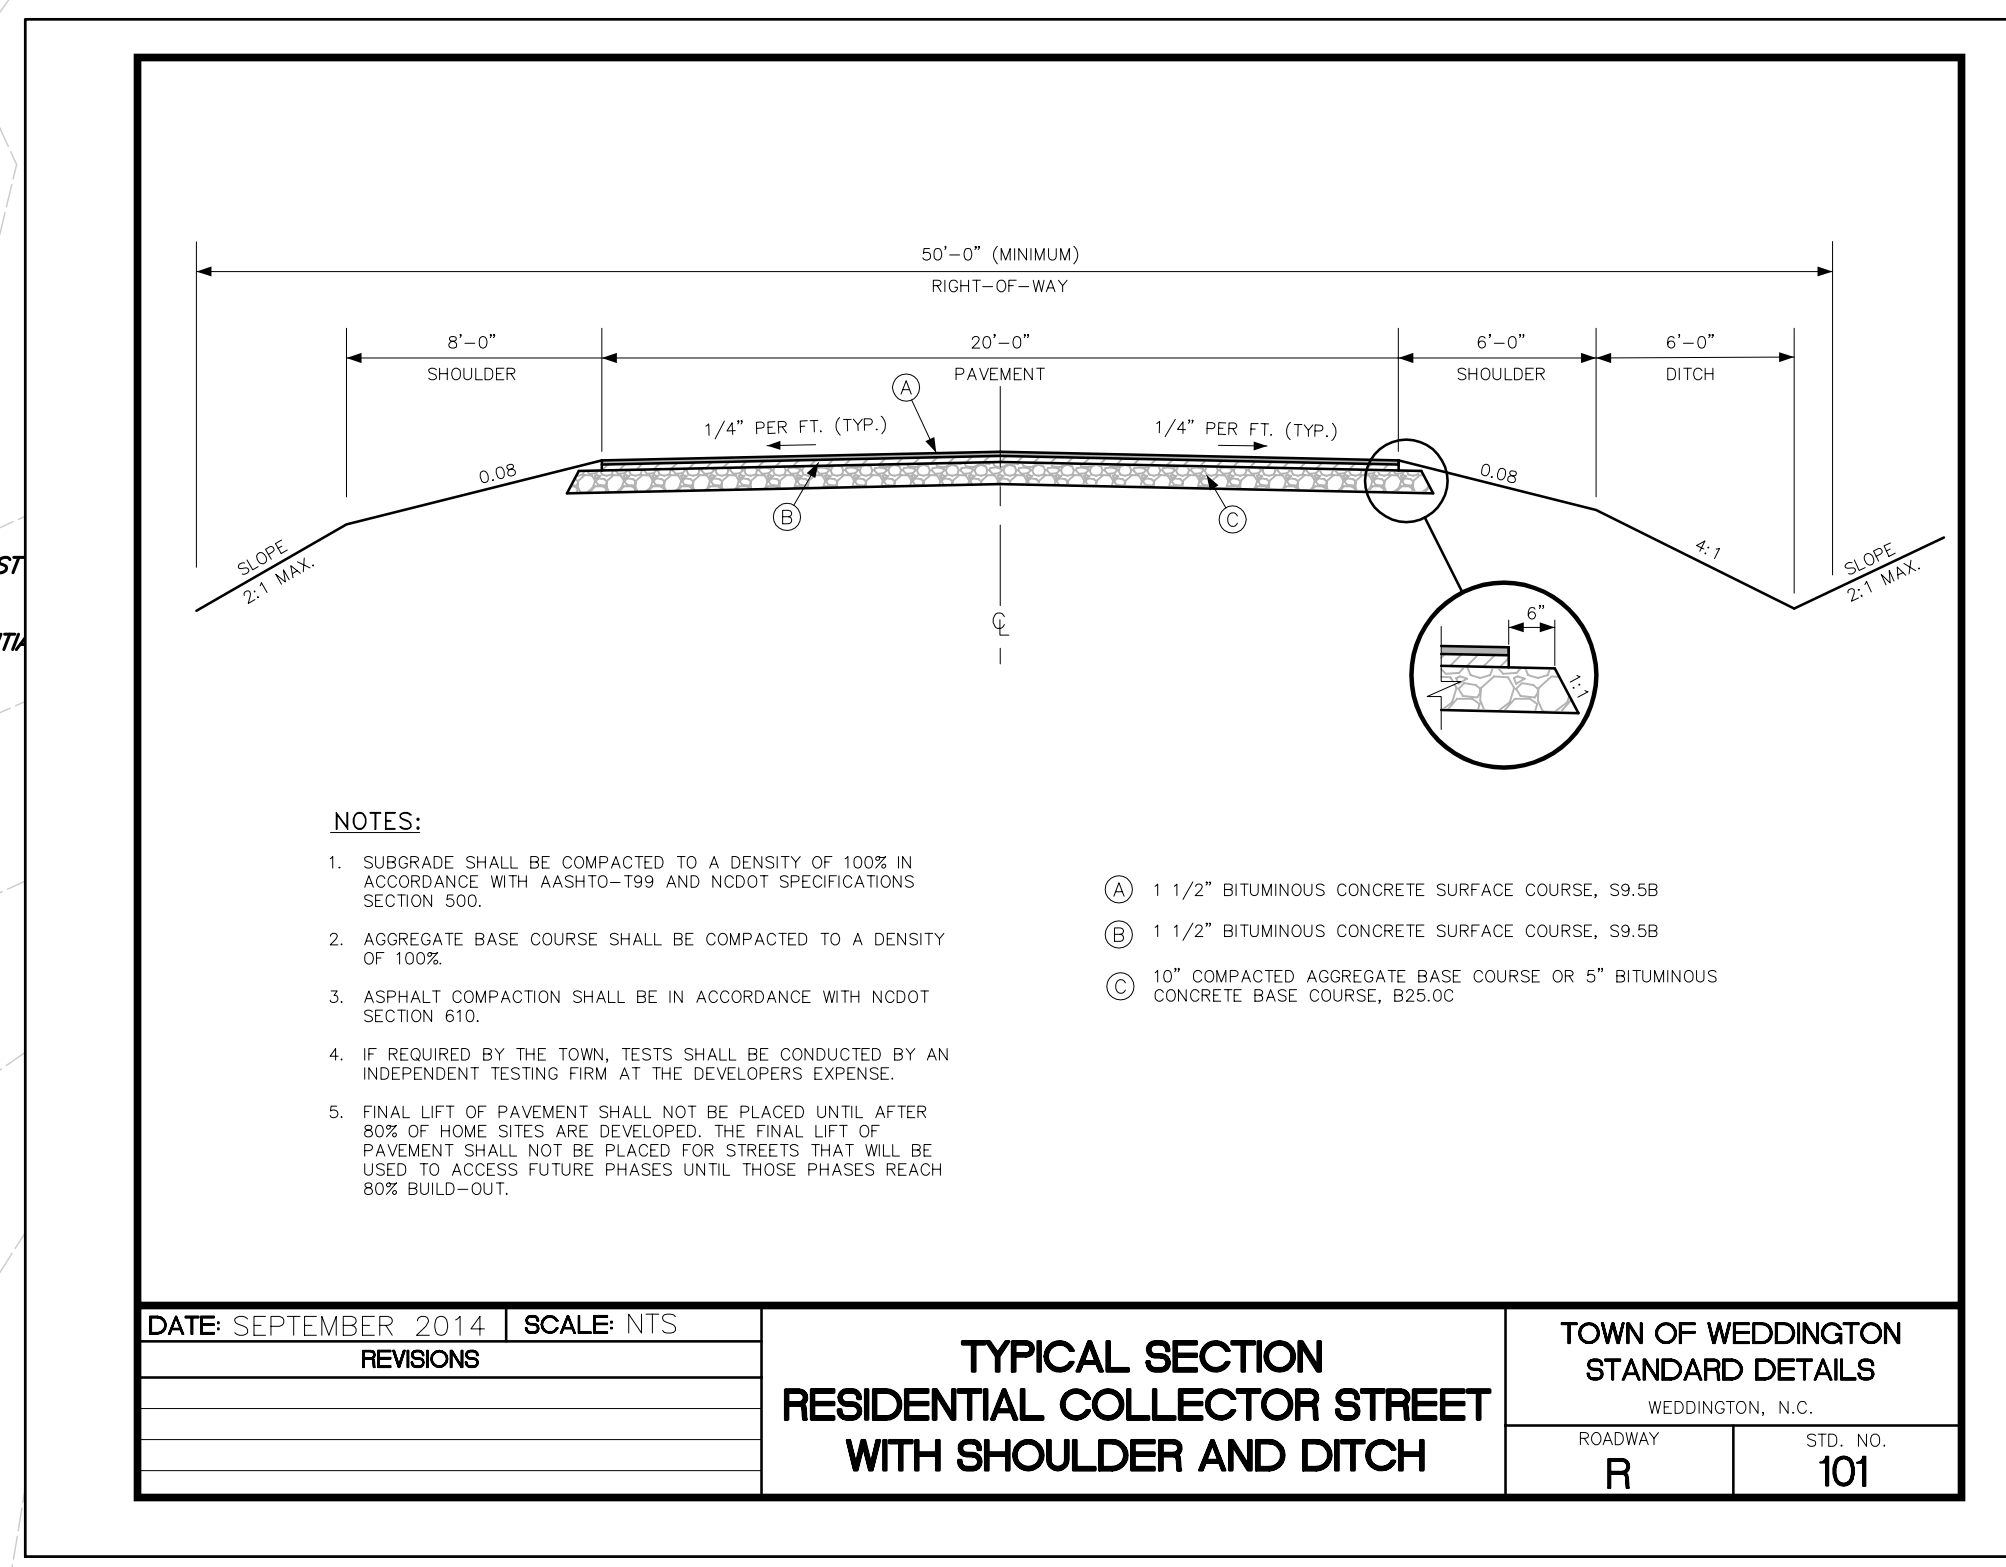 50'-0" (MINIMUM)
RIGHT-OF-WAY
8'-0"
SHOULDER
20'-0"
PAVEMENT
6'-0"
SHOULDER
6'-0"
DITCH
A
1/4" PER FT. (TYP.)
1/4" PER FT. (TYP.)
0.08
0.08
B
C
SLOPE
2:1 MAX.
4:1
SLOPE
2:1 MAX.
ST
℄
6"
1:1
NOTES:
1. SUBGRADE SHALL BE COMPACTED TO A DENSITY OF 100% IN
ACCORDANCE WITH AASHTO-T99 AND NCDOT SPECIFICATIONS
SECTION 500.
2. AGGREGATE BASE COURSE SHALL BE COMPACTED TO A DENSITY
OF 100%.
3. ASPHALT COMPACTION SHALL BE IN ACCORDANCE WITH NCDOT
SECTION 610.
4. IF REQUIRED BY THE TOWN, TESTS SHALL BE CONDUCTED BY AN
INDEPENDENT TESTING FIRM AT THE DEVELOPERS EXPENSE.
5. FINAL LIFT OF PAVEMENT SHALL NOT BE PLACED UNTIL AFTER
80% OF HOME SITES ARE DEVELOPED. THE FINAL LIFT OF
PAVEMENT SHALL NOT BE PLACED FOR STREETS THAT WILL BE
USED TO ACCESS FUTURE PHASES UNTIL THOSE PHASES REACH
80% BUILD-OUT.
A 1 1/2" BITUMINOUS CONCRETE SURFACE COURSE, S9.5B
B 1 1/2" BITUMINOUS CONCRETE SURFACE COURSE, S9.5B
C 10" COMPACTED AGGREGATE BASE COURSE OR 5" BITUMINOUS
CONCRETE BASE COURSE, B25.0C
DATE: SEPTEMBER 2014 SCALE: NTS
REVISIONS
TYPICAL SECTION
RESIDENTIAL COLLECTOR STREET
WITH SHOULDER AND DITCH
TOWN OF WEDDINGTON
STANDARD DETAILS
WEDDINGTON, N.C.
ROADWAY
R
STD. NO.
101